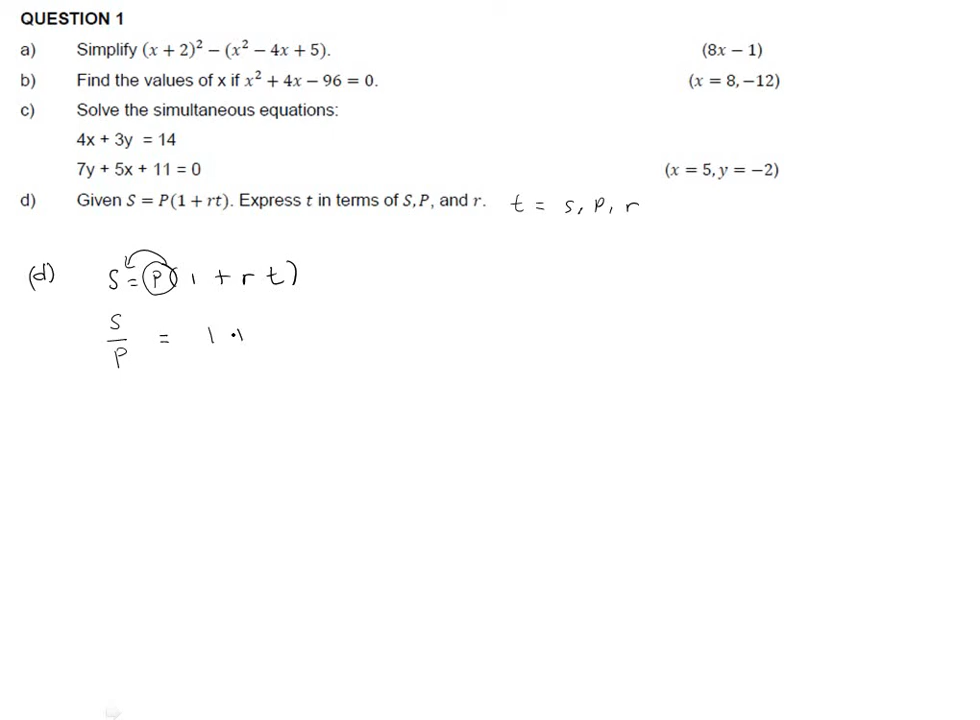 QUESTION 1
a) Simplify (x + 2)² − (x² − 4x + 5). (8x − 1)
b) Find the values of x if x² + 4x − 96 = 0. (x = 8, −12)
c) Solve the simultaneous equations:
4x + 3y = 14
7y + 5x + 11 = 0 (x = 5, y = −2)
d) Given S = P(1 + rt). Express t in terms of S, P, and r. t = s, p, r
(d) S = P(1 + rt)
S/P = 1